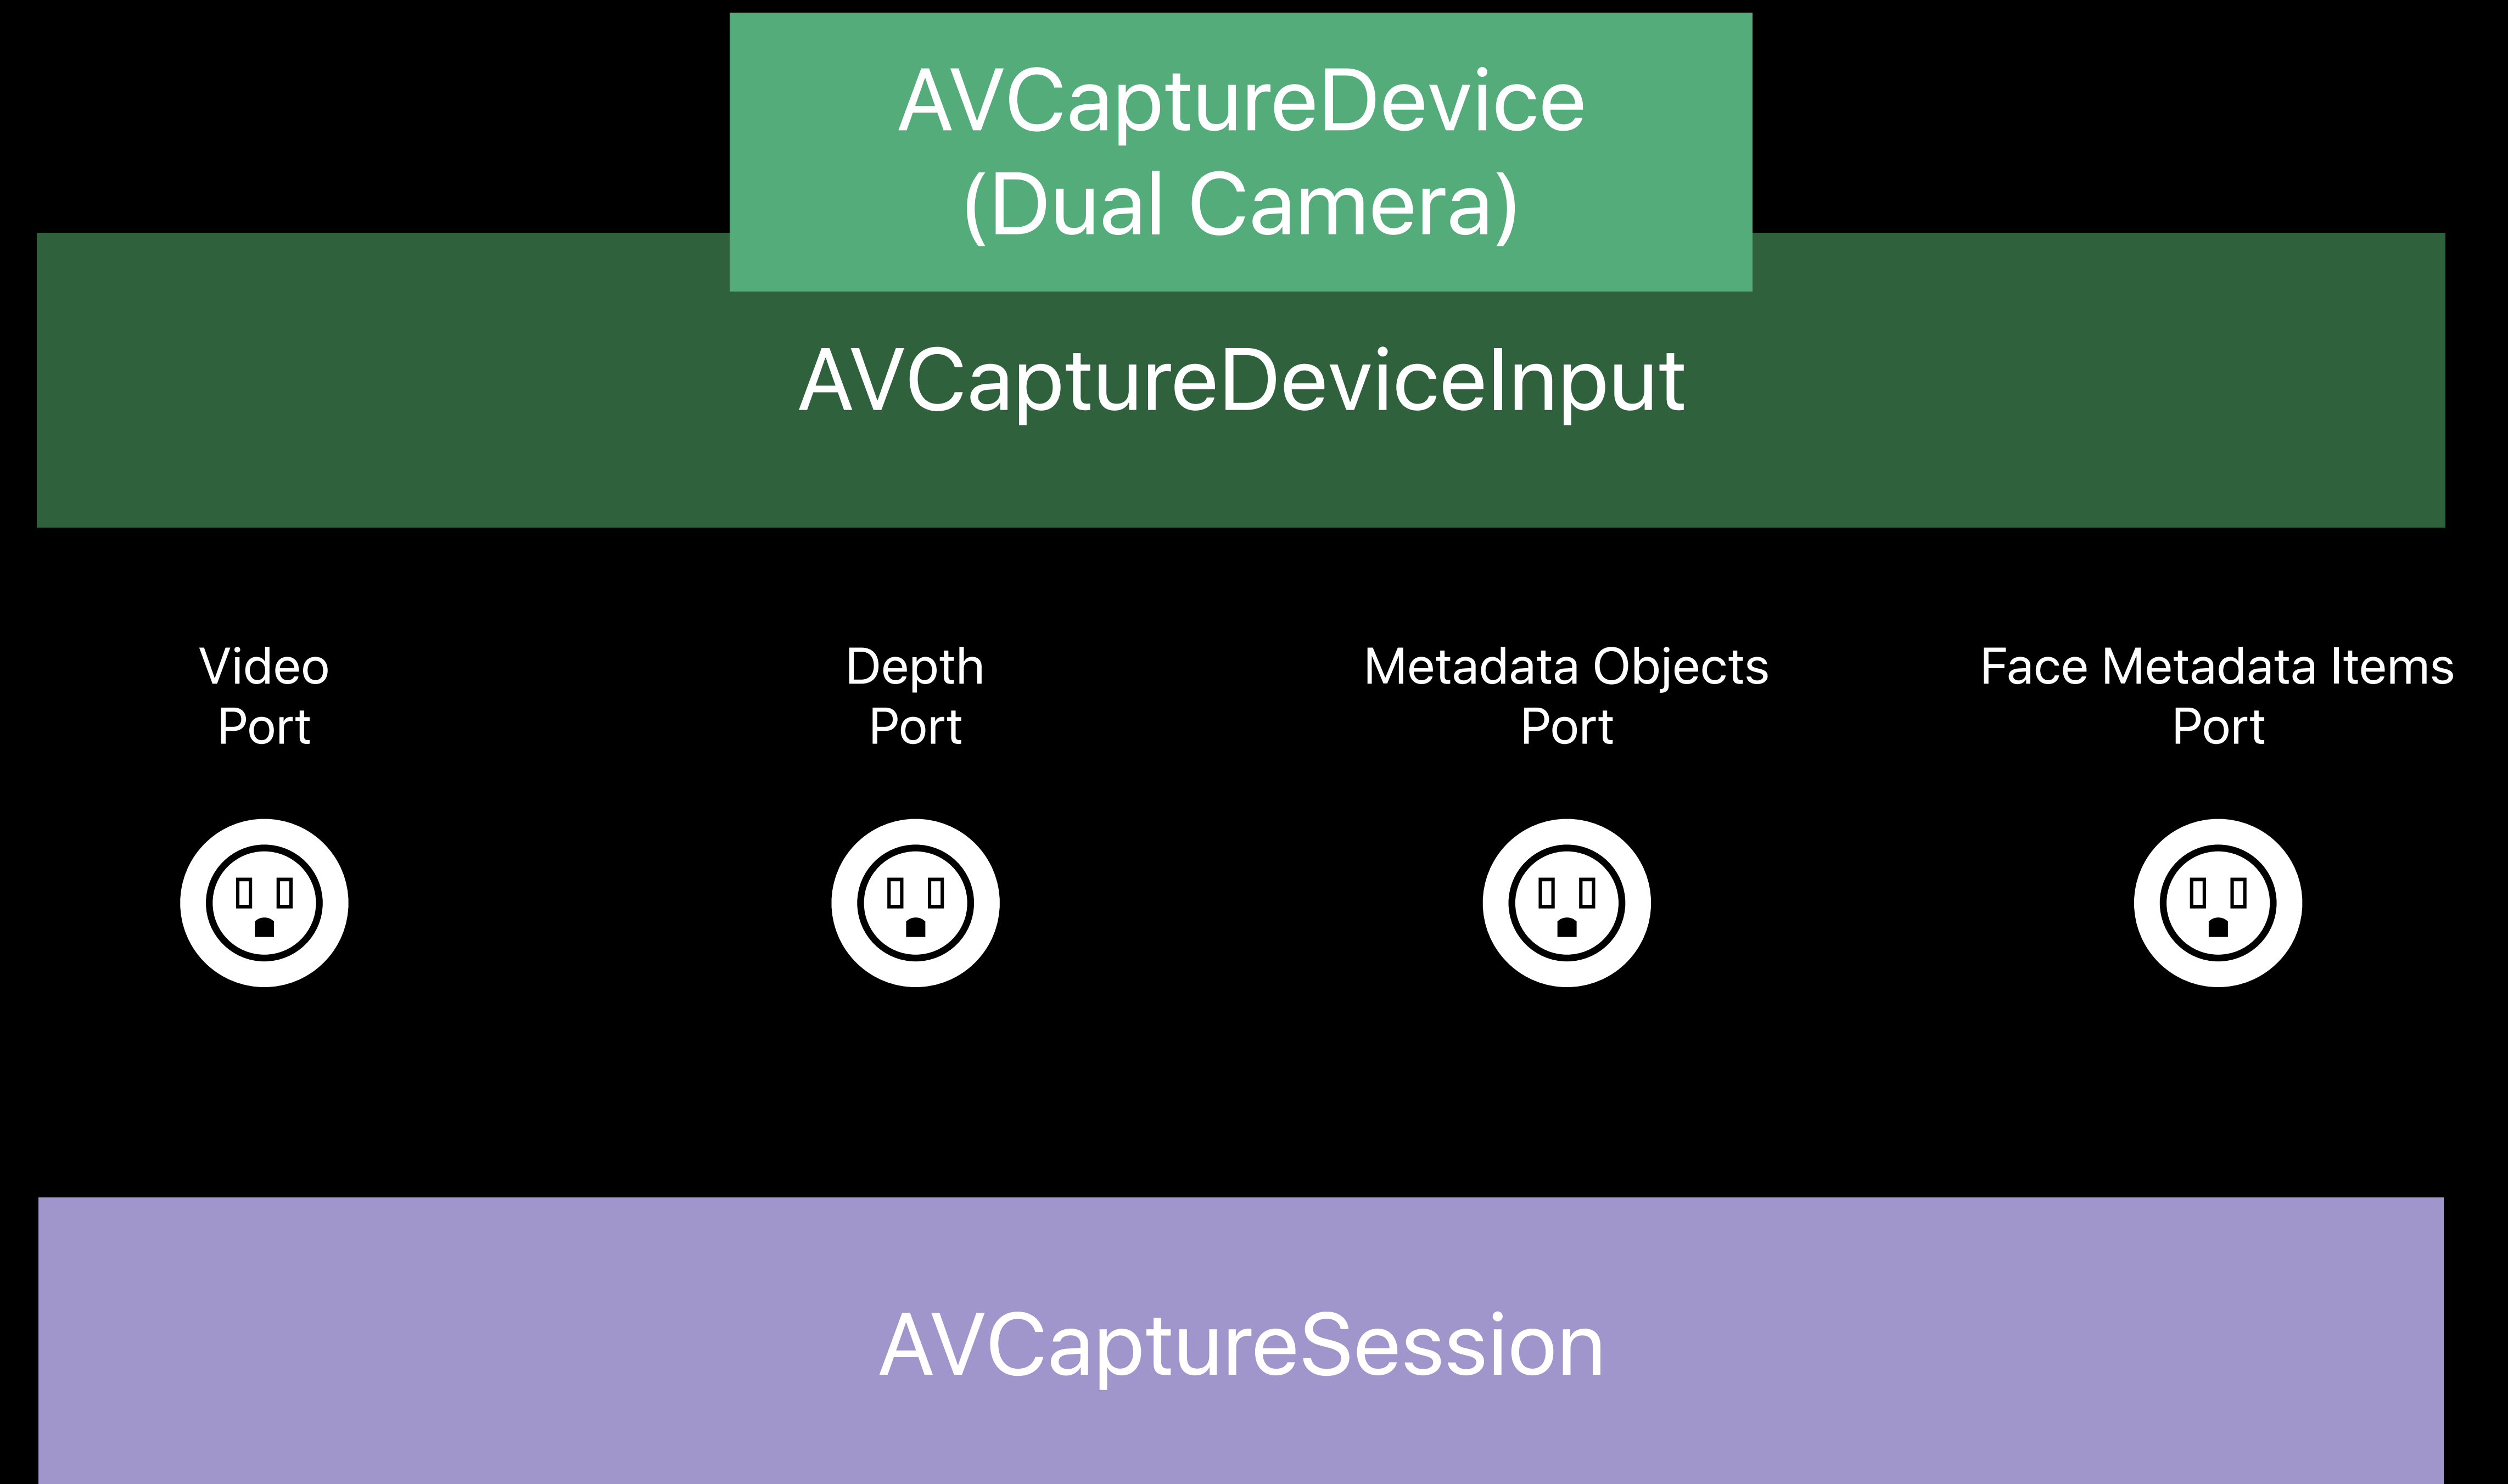 AVCaptureDevice
(Dual Camera)
AVCaptureDeviceInput
Video
Port
Depth
Port
Metadata Objects
Port
Face Metadata Items
Port
AVCaptureSession